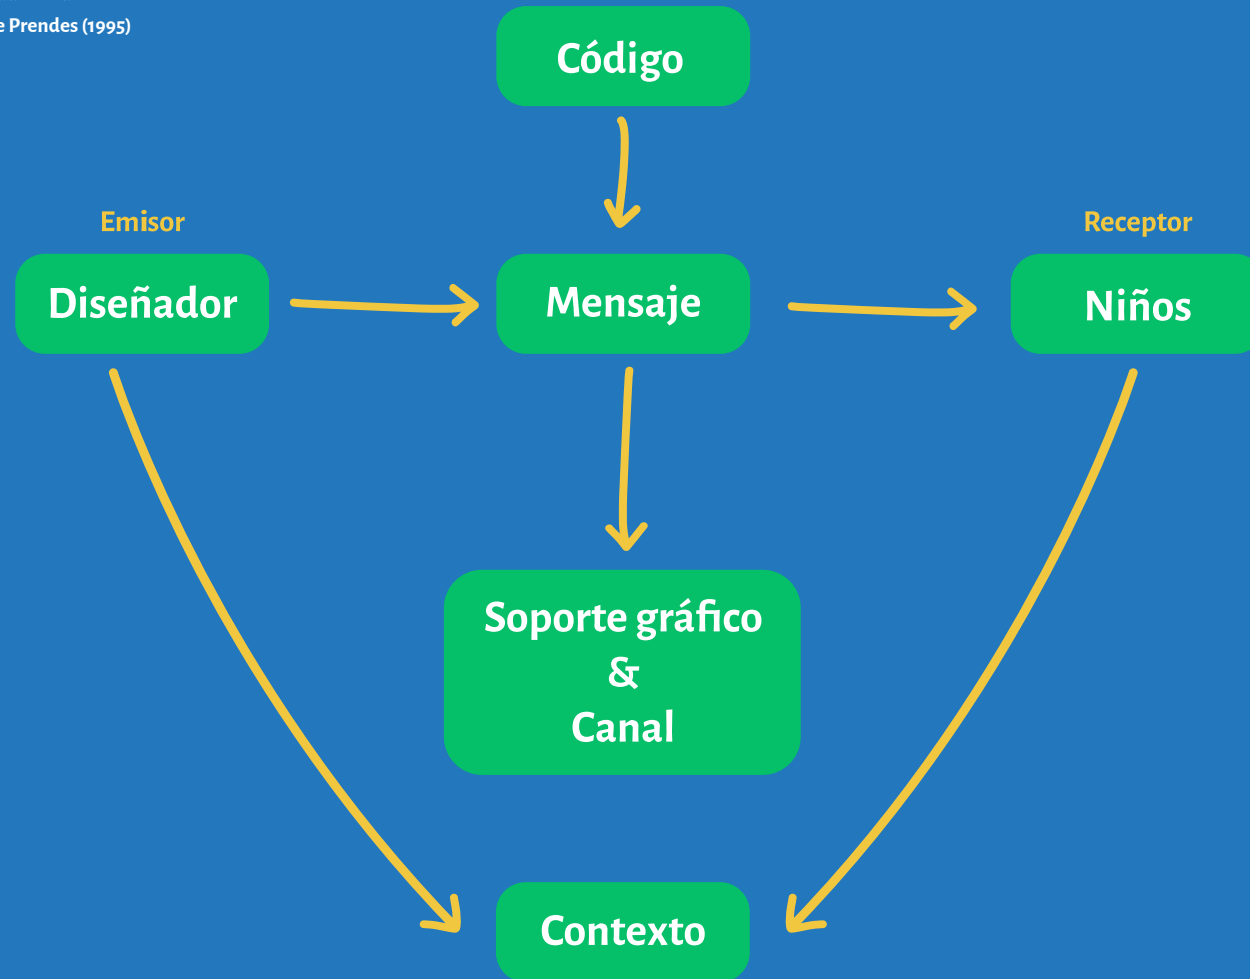 e Prendes (1995)
Código
Emisor
Receptor
Diseñador
Mensaje
Niños
Soporte gráfico
&
Canal
Contexto